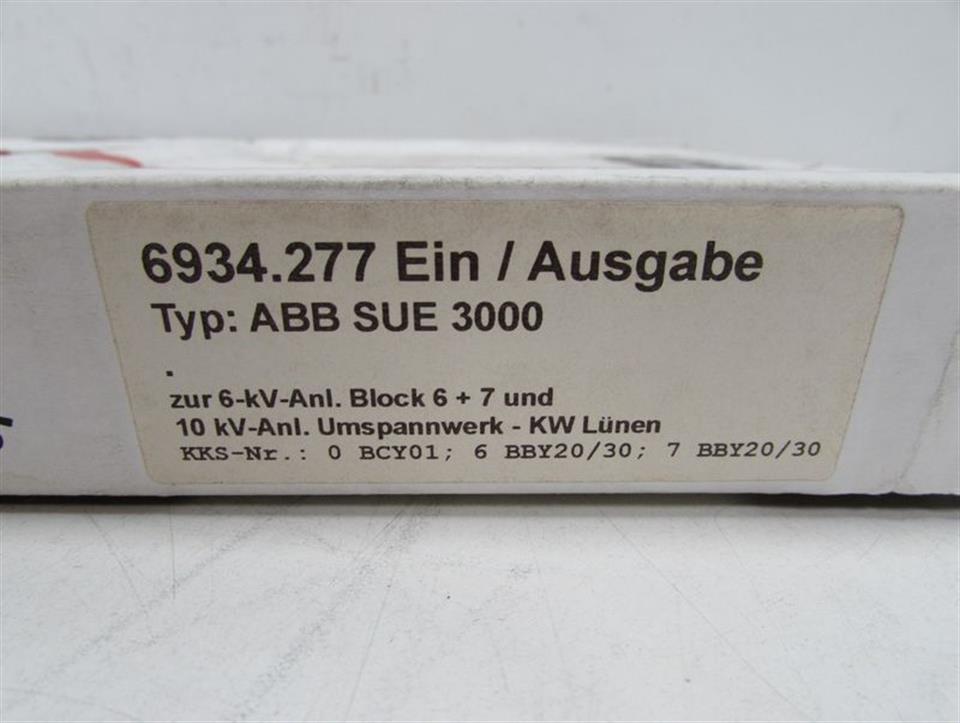 6934.277 Ein / Ausgabe
Typ: ABB SUE 3000
.
zur 6-kV-Anl. Block 6 + 7 und
10 kV-Anl. Umspannwerk - KW Lünen
KKS-Nr.: 0 BCY01; 6 BBY20/30; 7 BBY20/30